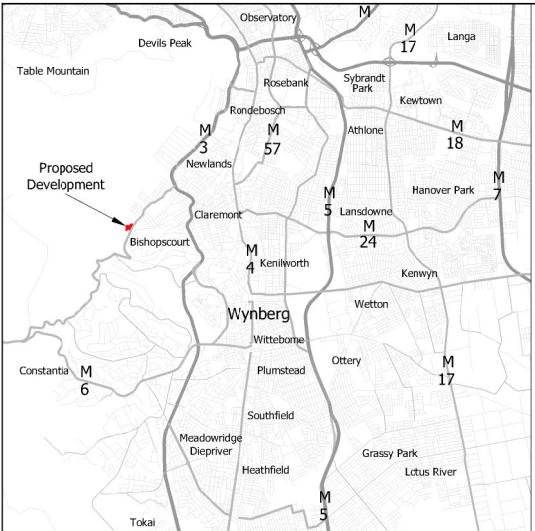 Observatory
M
M
17
Langa
Devils Peak
Table Mountain
Rosebank
Sybrandt
Park
Kewtown
Rondebosch
M
3
M
57
Athlone
M
18
Newlands
Proposed
Development
Hanover Park
M
7
M
5
Claremont
Lansdowne
M
24
Bishopscourt
M
4
Kenilworth
Kenwyn
Wynberg
Wetton
Wittebome
Ottery
Constantia
M
6
Plumstead
M
17
Southfield
Meadowridge
Diepriver
Grassy Park
Heathfield
Lotus River
M
5
Tokai